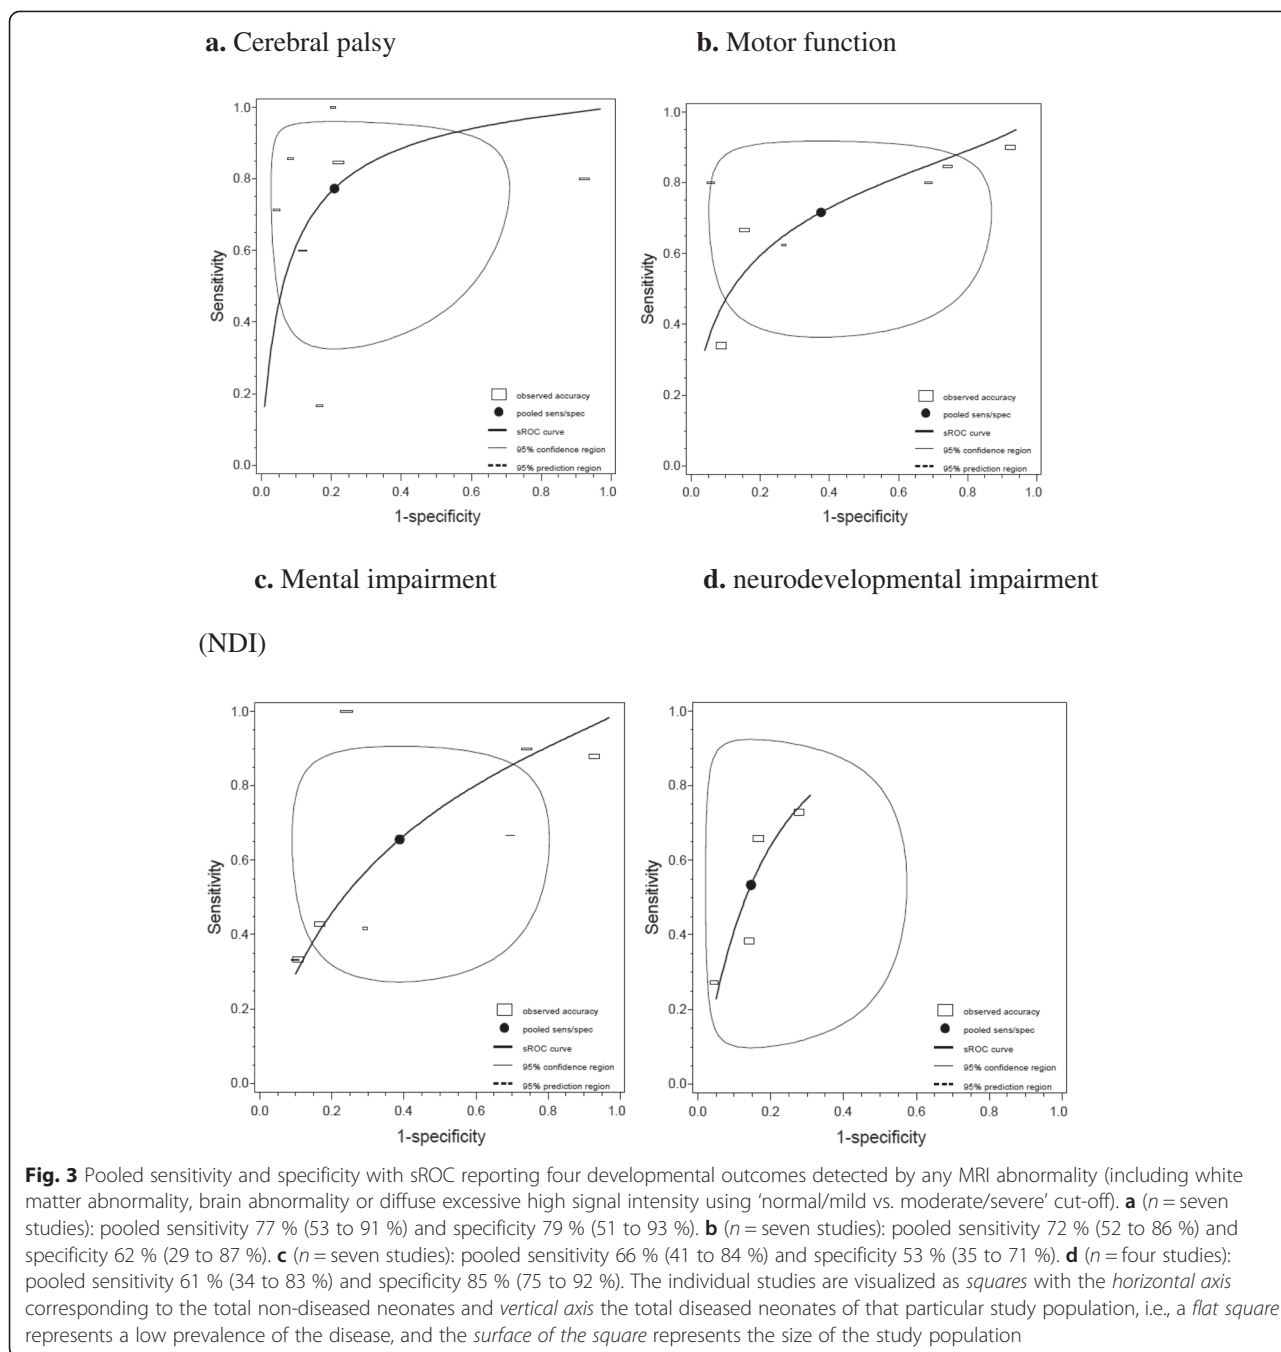 a. Cerebral palsy
b. Motor function
1.0
0.8
0.6
0.4
0.2
0.0
Sensitivity
0.0 0.2 0.4 0.6 0.8 1.0
1-specificity
observed accuracy
pooled sens/spec
sROC curve
95% confidence region
95% prediction region
1.0
0.8
0.6
0.4
0.2
0.0
Sensitivity
0.0 0.2 0.4 0.6 0.8 1.0
1-specificity
observed accuracy
pooled sens/spec
sROC curve
95% confidence region
95% prediction region
c. Mental impairment
d. neurodevelopmental impairment
(NDI)
1.0
0.8
0.6
0.4
0.2
0.0
Sensitivity
0.0 0.2 0.4 0.6 0.8 1.0
1-specificity
observed accuracy
pooled sens/spec
sROC curve
95% confidence region
95% prediction region
1.0
0.8
0.6
0.4
0.2
0.0
Sensitivity
0.0 0.2 0.4 0.6 0.8 1.0
1-specificity
observed accuracy
pooled sens/spec
sROC curve
95% confidence region
95% prediction region
Fig. 3 Pooled sensitivity and specificity with sROC reporting four developmental outcomes detected by any MRI abnormality (including white
matter abnormality, brain abnormality or diffuse excessive high signal intensity using ‘normal/mild vs. moderate/severe’ cut-off). a (n = seven
studies): pooled sensitivity 77 % (53 to 91 %) and specificity 79 % (51 to 93 %). b (n = seven studies): pooled sensitivity 72 % (52 to 86 %) and
specificity 62 % (29 to 87 %). c (n = seven studies): pooled sensitivity 66 % (41 to 84 %) and specificity 53 % (35 to 71 %). d (n = four studies):
pooled sensitivity 61 % (34 to 83 %) and specificity 85 % (75 to 92 %). The individual studies are visualized as squares with the horizontal axis
corresponding to the total non-diseased neonates and vertical axis the total diseased neonates of that particular study population, i.e., a flat square
represents a low prevalence of the disease, and the surface of the square represents the size of the study population